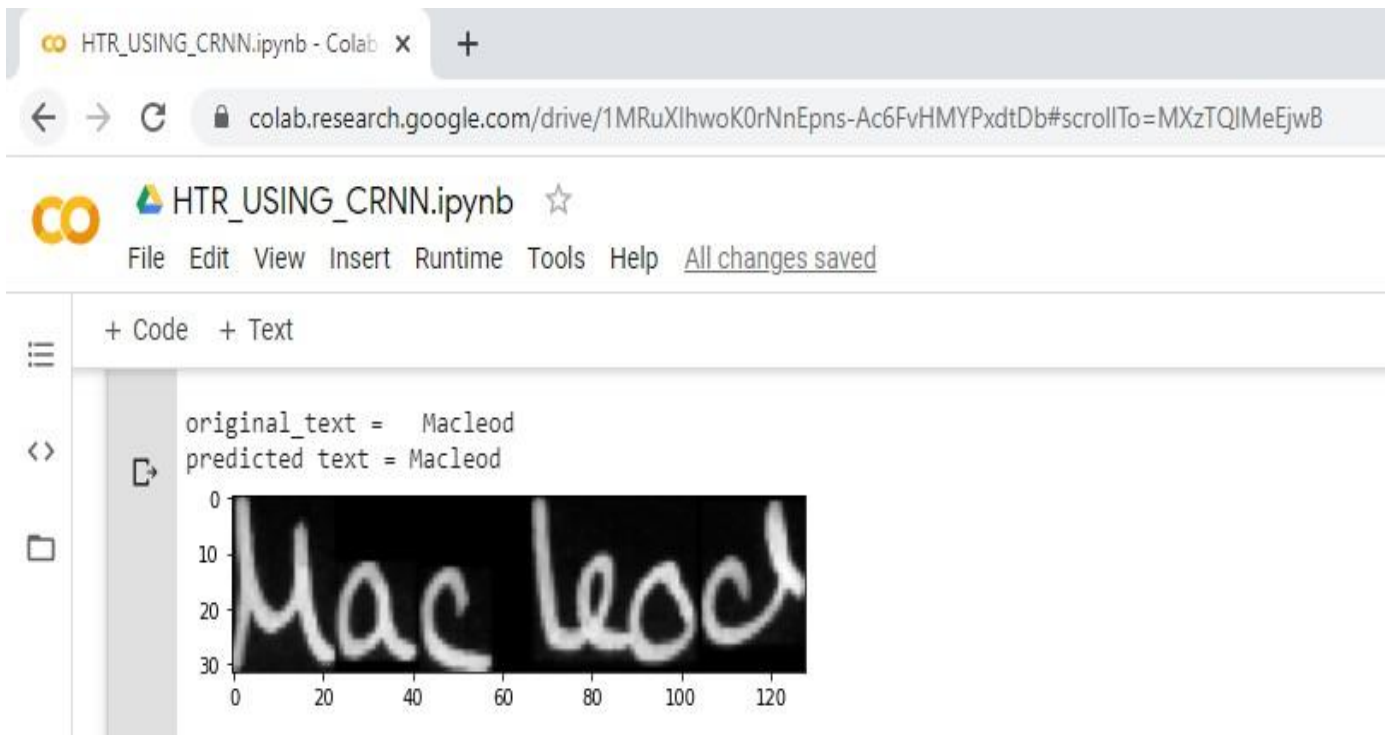 HTR_USING_CRNN.ipynb - Colab
colab.research.google.com/drive/1MRuXIhwoK0rNnEpns-Ac6FvHMYPxdtDb#scrollTo=MXzTQIMeEjwB
CO HTR_USING_CRNN.ipynb
File Edit View Insert Runtime Tools Help All changes saved
+ Code + Text
original_text = Macleod
predicted text = Macleod
0
10
20
30
Mac leod
0 20 40 60 80 100 120